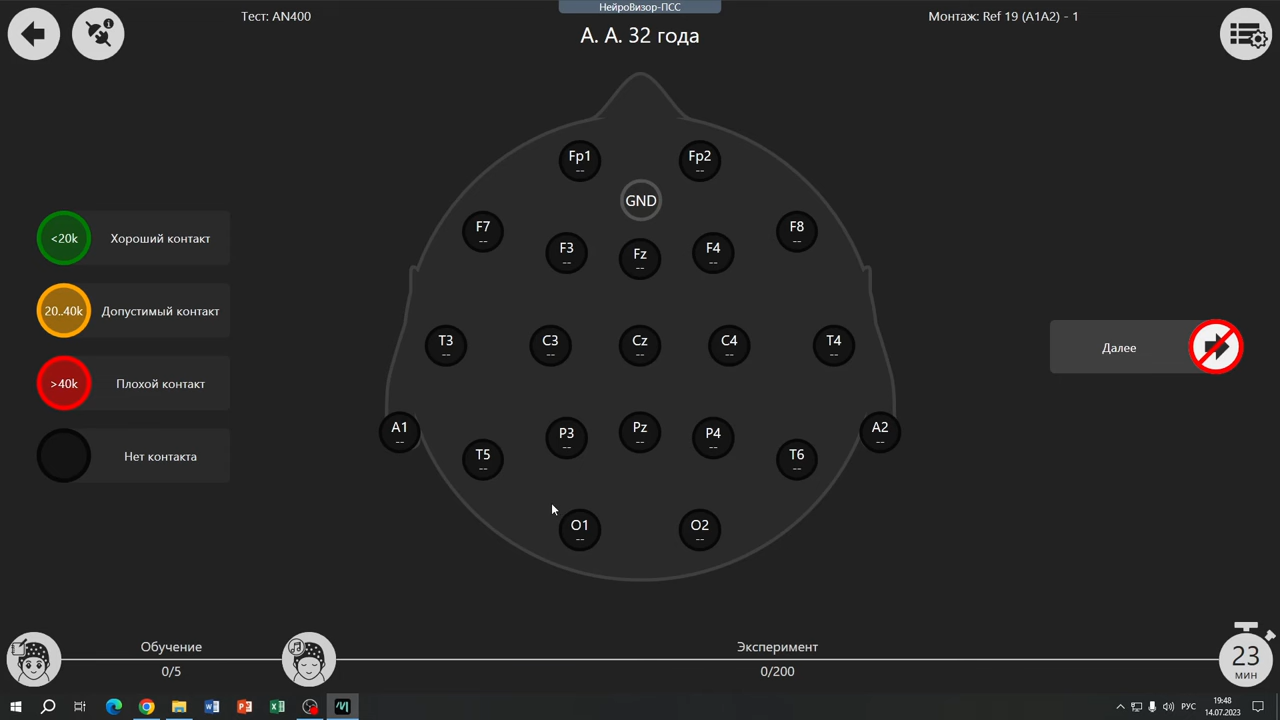 НейроВизор-ПСС
Тест: AN400
Монтаж: Ref 19 (A1A2) - 1
А. А. 32 года
Fp1
--
Fp2
--
GND
F7
--
F8
--
F3
--
Fz
--
F4
--
<20k
Хороший контакт
20..40k
Допустимый контакт
>40k
Плохой контакт
Нет контакта
T3
--
C3
--
Cz
--
C4
--
T4
--
Далее
A1
--
P3
--
Pz
--
P4
--
A2
--
T5
--
T6
--
O1
--
O2
--
Обучение
0/5
Эксперимент
0/200
23
мин
РУС
19:48
14.07.2023